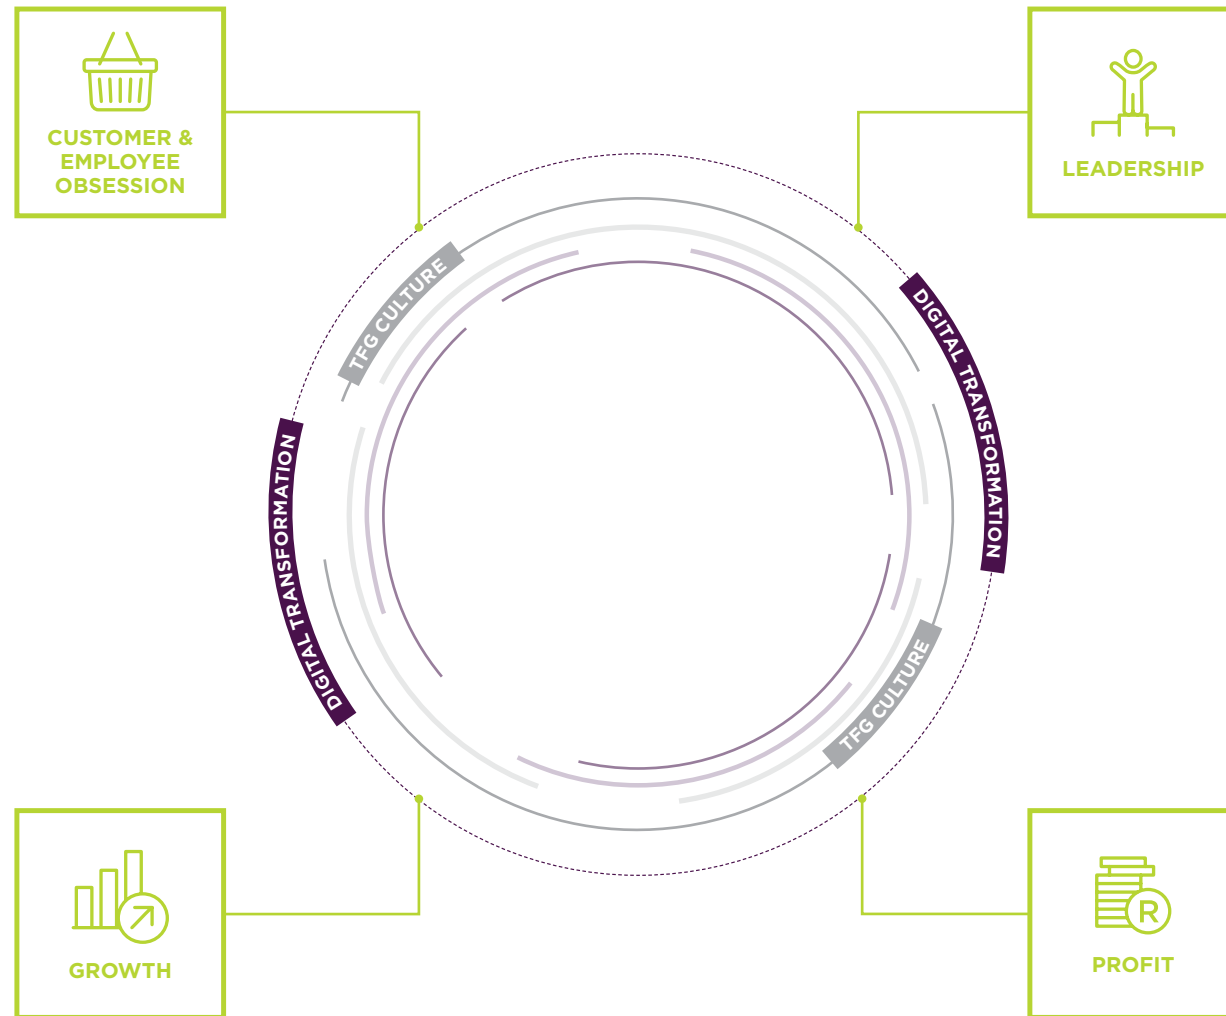 CUSTOMER &
EMPLOYEE
OBSESSION
LEADERSHIP
TFG CULTURE
DIGITAL TRANSFORMATION
DIGITAL TRANSFORMATION
TFG CULTURE
GROWTH
R
PROFIT